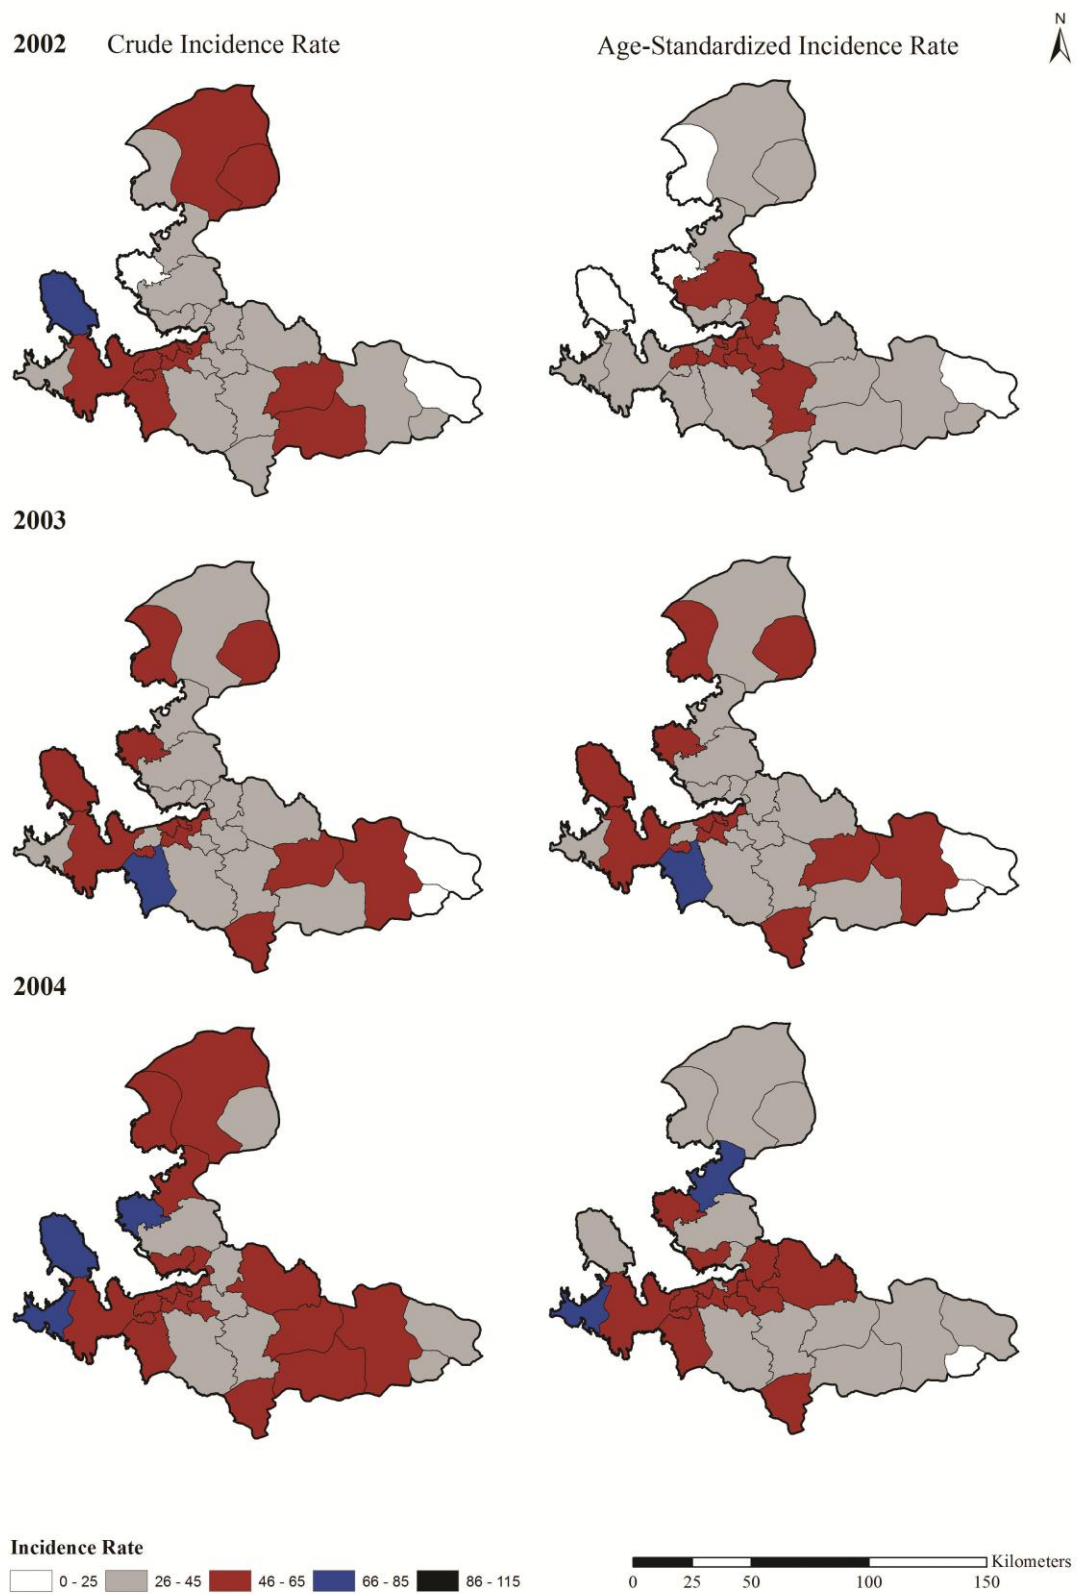 2002 Crude Incidence Rate Age-Standardized Incidence Rate N
2003
2004
Incidence Rate
0 - 25 26 - 45 46 - 65 66 - 85 86 - 115
Kilometers
0 25 50 100 150